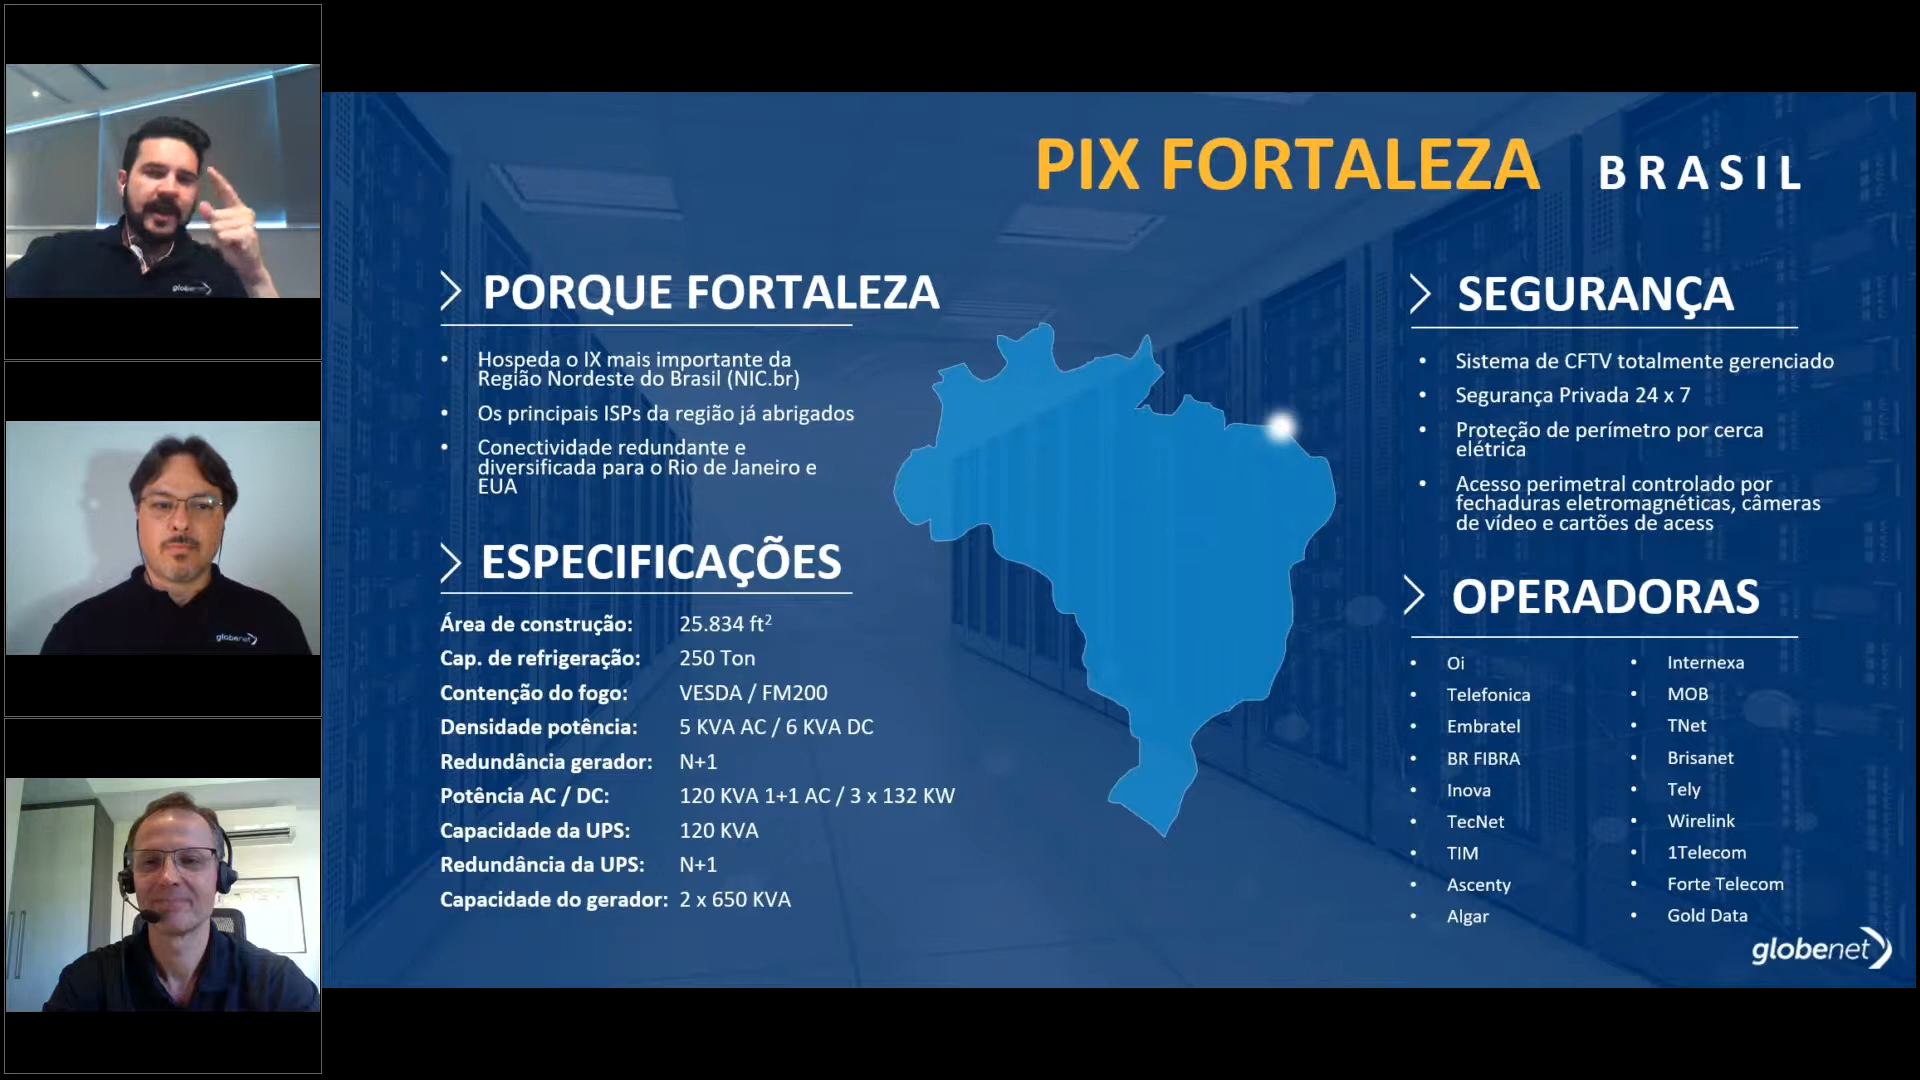 PIX FORTALEZA BRASIL
PORQUE FORTALEZA
• Hospeda o IX mais importante da
Região Nordeste do Brasil (NIC.br)
• Os principais ISPs da região já abrigados
• Conectividade redundante e
diversificada para o Rio de Janeiro e
EUA
ESPECIFICAÇÕES
Área de construção: 25.834 ft²
Cap. de refrigeração: 250 Ton
Contenção do fogo: VESDA / FM200
Densidade potência: 5 KVA AC / 6 KVA DC
Redundância gerador: N+1
Potência AC / DC: 120 KVA 1+1 AC / 3 x 132 KW
Capacidade da UPS: 120 KVA
Redundância da UPS: N+1
Capacidade do gerador: 2 x 650 KVA
SEGURANÇA
• Sistema de CFTV totalmente gerenciado
• Segurança Privada 24 x 7
• Proteção de perímetro por cerca
elétrica
• Acesso perimetral controlado por
fechaduras eletromagnéticas, câmeras
de vídeo e cartões de acess
OPERADORAS
• Oi
• Telefonica
• Embratel
• BR FIBRA
• Inova
• TecNet
• TIM
• Ascenty
• Algar
• Internexa
• MOB
• TNet
• Brisanet
• Tely
• Wirelink
• 1Telecom
• Forte Telecom
• Gold Data
globenet
globenet
globenet